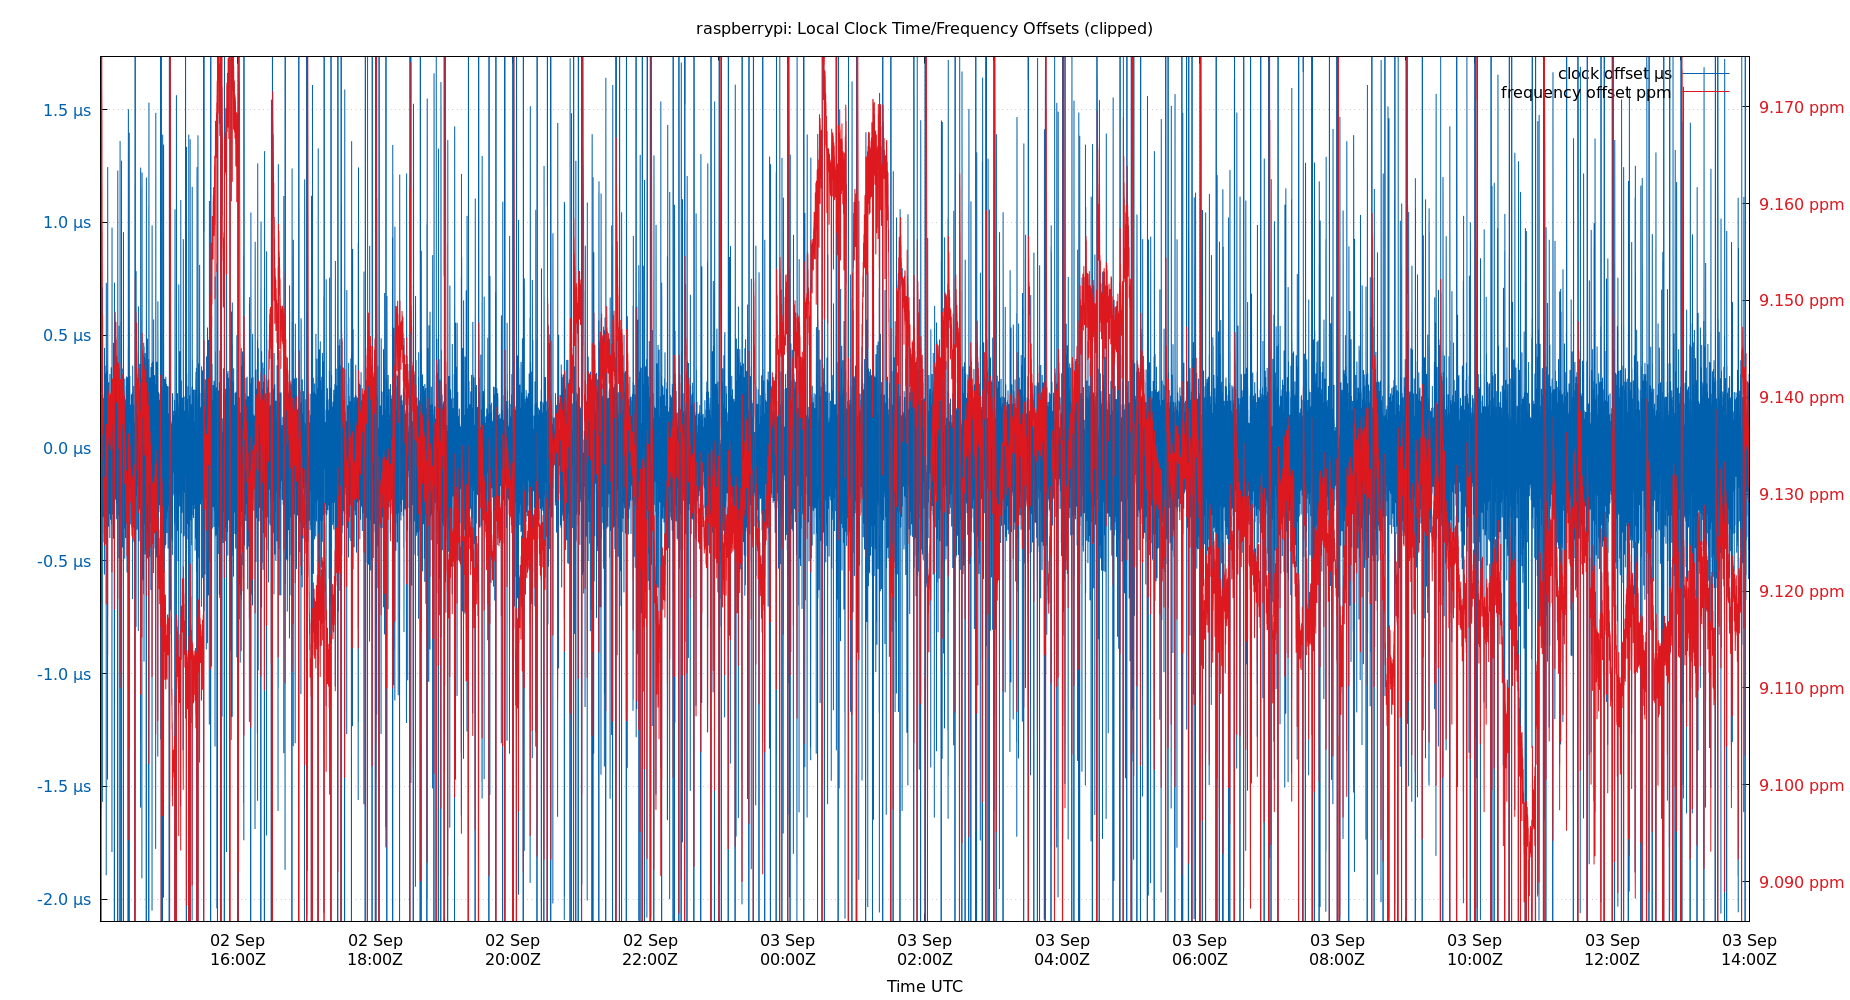 raspberrypi: Local Clock Time/Frequency Offsets (clipped)
clock offset µs
frequency offset ppm
1.5 µs
1.0 µs
0.5 µs
0.0 µs
-0.5 µs
-1.0 µs
-1.5 µs
-2.0 µs
9.170 ppm
9.160 ppm
9.150 ppm
9.140 ppm
9.130 ppm
9.120 ppm
9.110 ppm
9.100 ppm
9.090 ppm
02 Sep 02 Sep 02 Sep 02 Sep 03 Sep 03 Sep 03 Sep 03 Sep 03 Sep 03 Sep 03 Sep 03 Sep
16:00Z 18:00Z 20:00Z 22:00Z 00:00Z 02:00Z 04:00Z 06:00Z 08:00Z 10:00Z 12:00Z 14:00Z
Time UTC